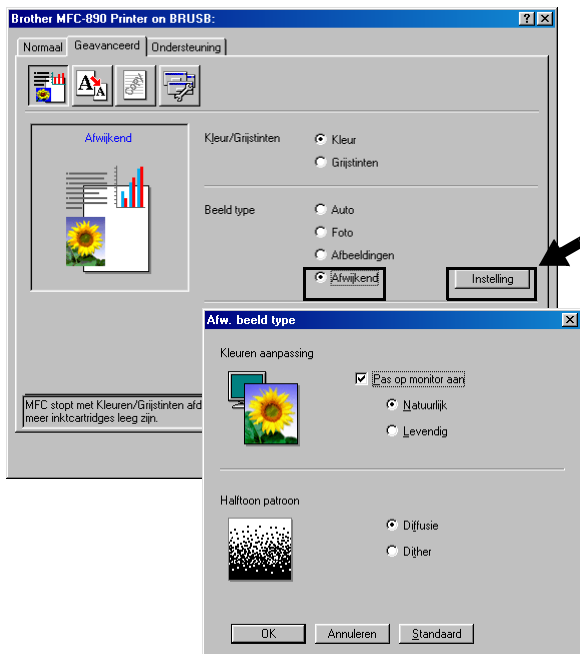 Brother MFC-890 Printer on BRUSB:
Normaal Geavanceerd Ondersteuning
Afwijkend
Kleur/Grijstinten
Kleur
Grijstinten
Beeld type
Auto
Foto
Afbeeldingen
Afwijkend
Instelling
MFC stopt met Kleuren/Grijstinten afd
meer inktcartridges leeg zijn.
Afw. beeld type
Kleuren aanpassing
Pas op monitor aan
Natuurlijk
Levendig
Halftoon patroon
Diffusie
Dither
OK Annuleren Standaard